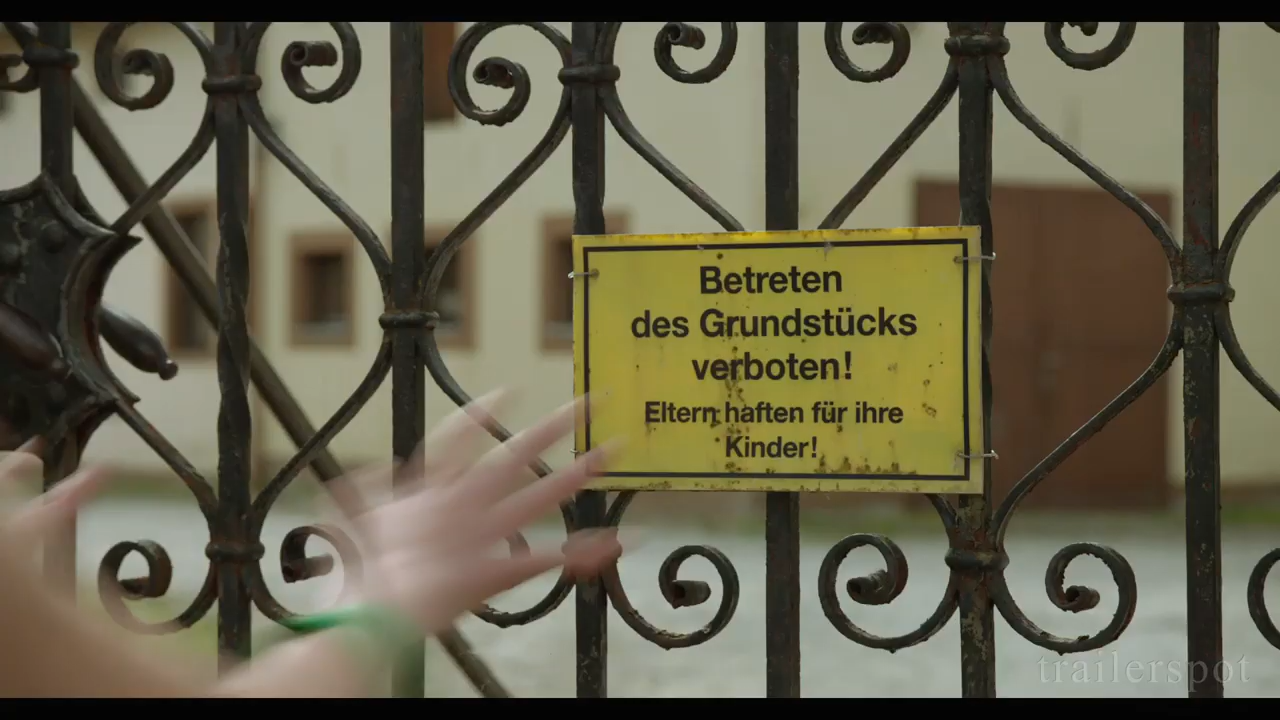 Betreten
des Grundstücks
verboten!
Eltern haften für ihre
Kinder!
trailerspot